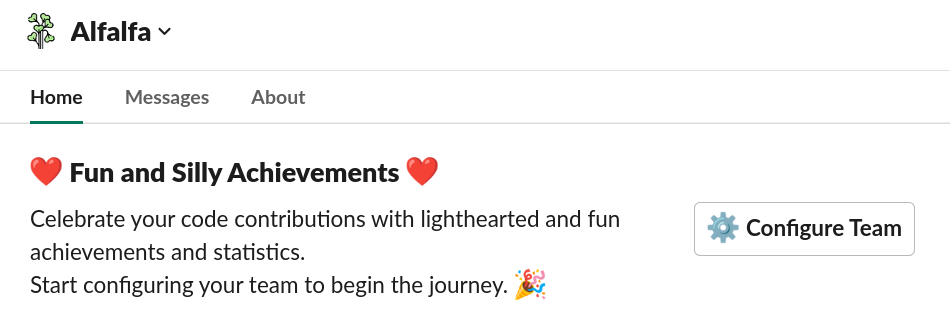 Alfalfa
Home Messages About
❤️ Fun and Silly Achievements ❤️
Celebrate your code contributions with lighthearted and fun
achievements and statistics.
Start configuring your team to begin the journey. 🎉
⚙️ Configure Team